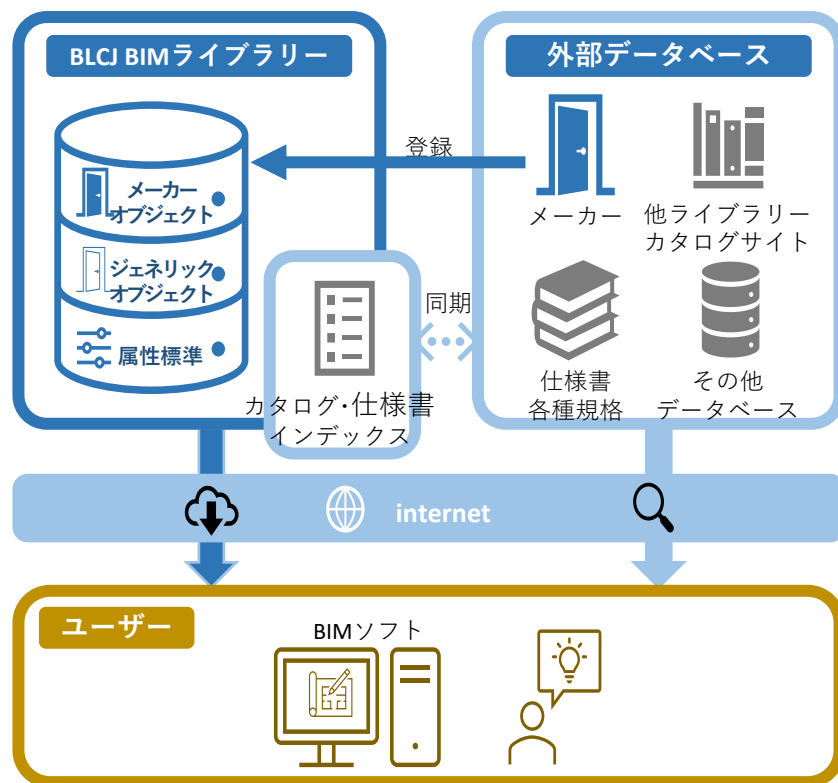 BLCJ BIMライブラリー
メーカー
オブジェクト
ジェネリック
オブジェクト
属性標準
カタログ・仕様書
インデックス
登録
同期
外部データベース
メーカー
他ライブラリー
カタログサイト
仕様書
各種規格
その他
データベース
internet
ユーザー
BIMソフト